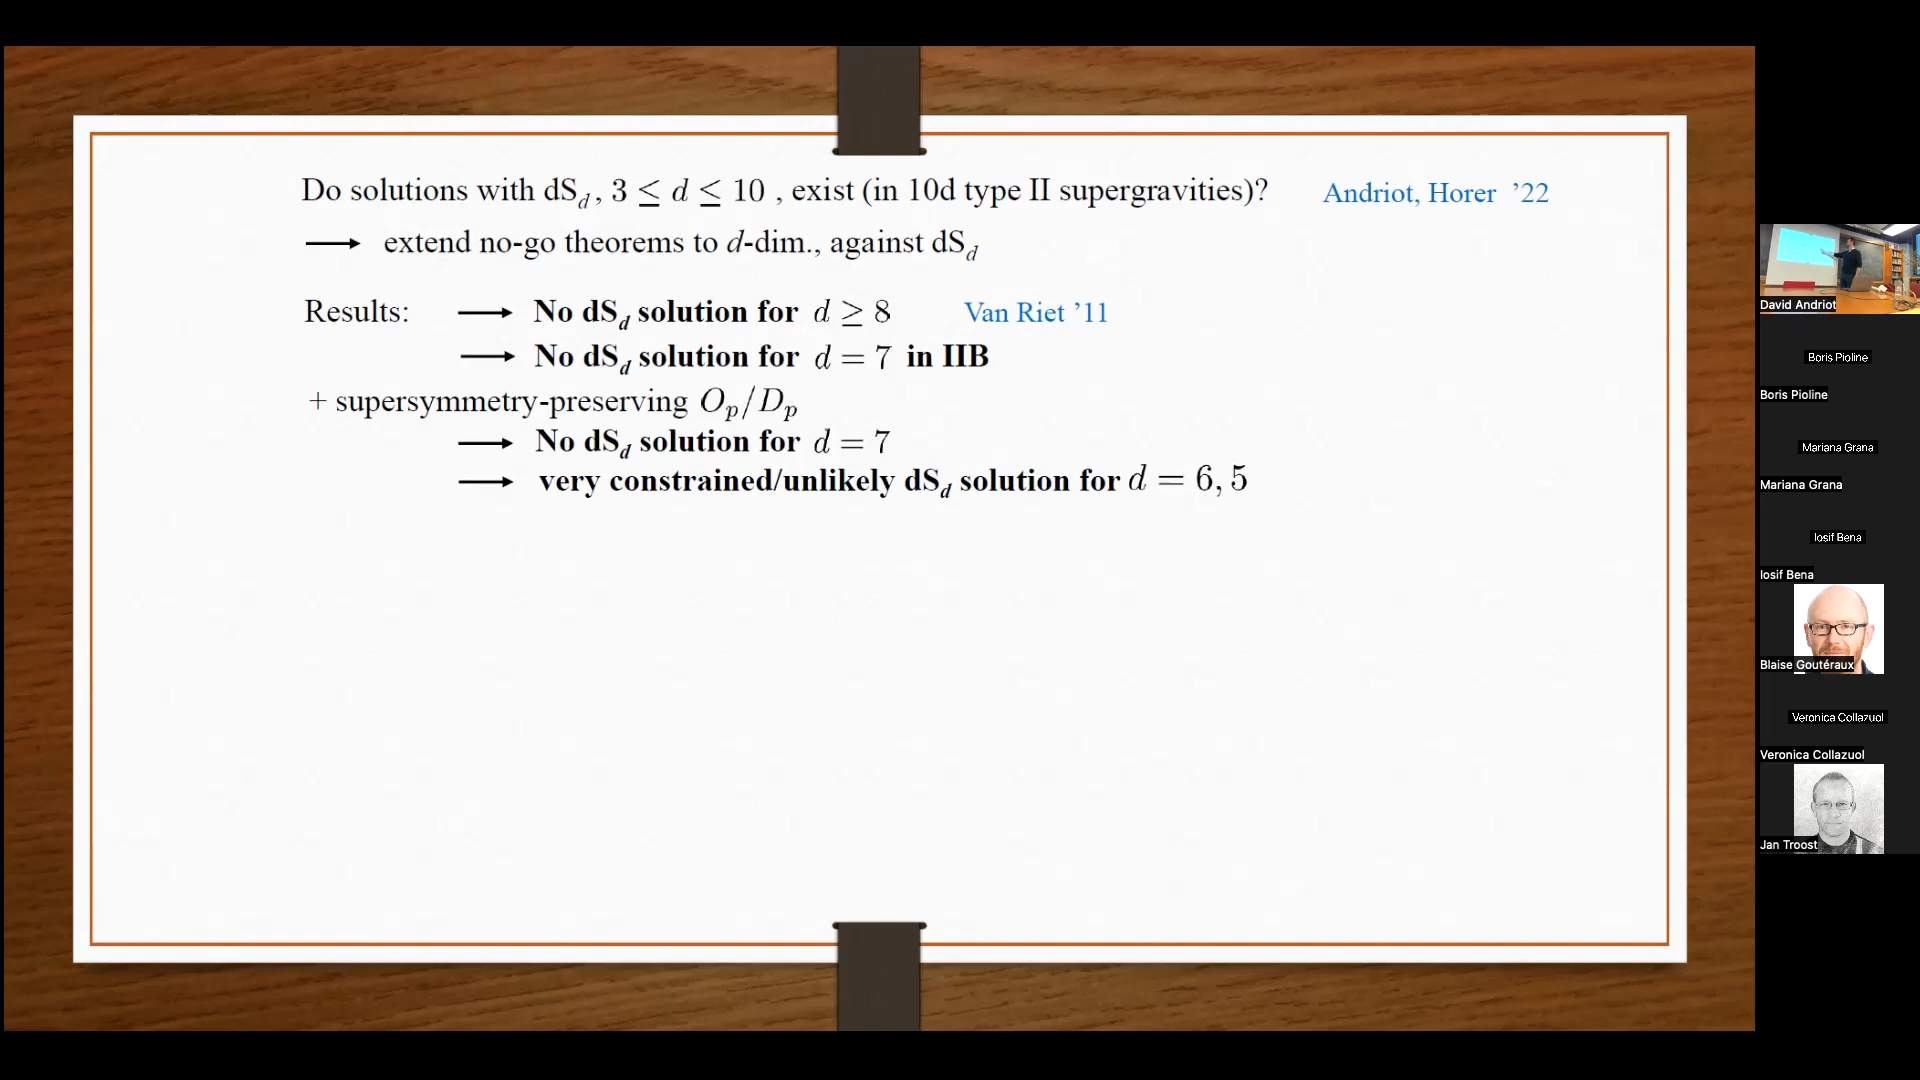 Do solutions with dS_d, 3 ≤ d ≤ 10 , exist (in 10d type II supergravities)? Andriot, Horer ’22
⟶ extend no-go theorems to d-dim., against dS_d
Results: ⟶ No dS_d solution for d ≥ 8 Van Riet ’11
⟶ No dS_d solution for d = 7 in IIB
+ supersymmetry-preserving O_p/D_p
⟶ No dS_d solution for d = 7
⟶ very constrained/unlikely dS_d solution for d = 6, 5
David Andriot
Boris Pioline
Boris Pioline
Mariana Grana
Mariana Grana
Iosif Bena
Iosif Bena
Blaise Goutéraux
Veronica Collazuol
Veronica Collazuol
Jan Troost